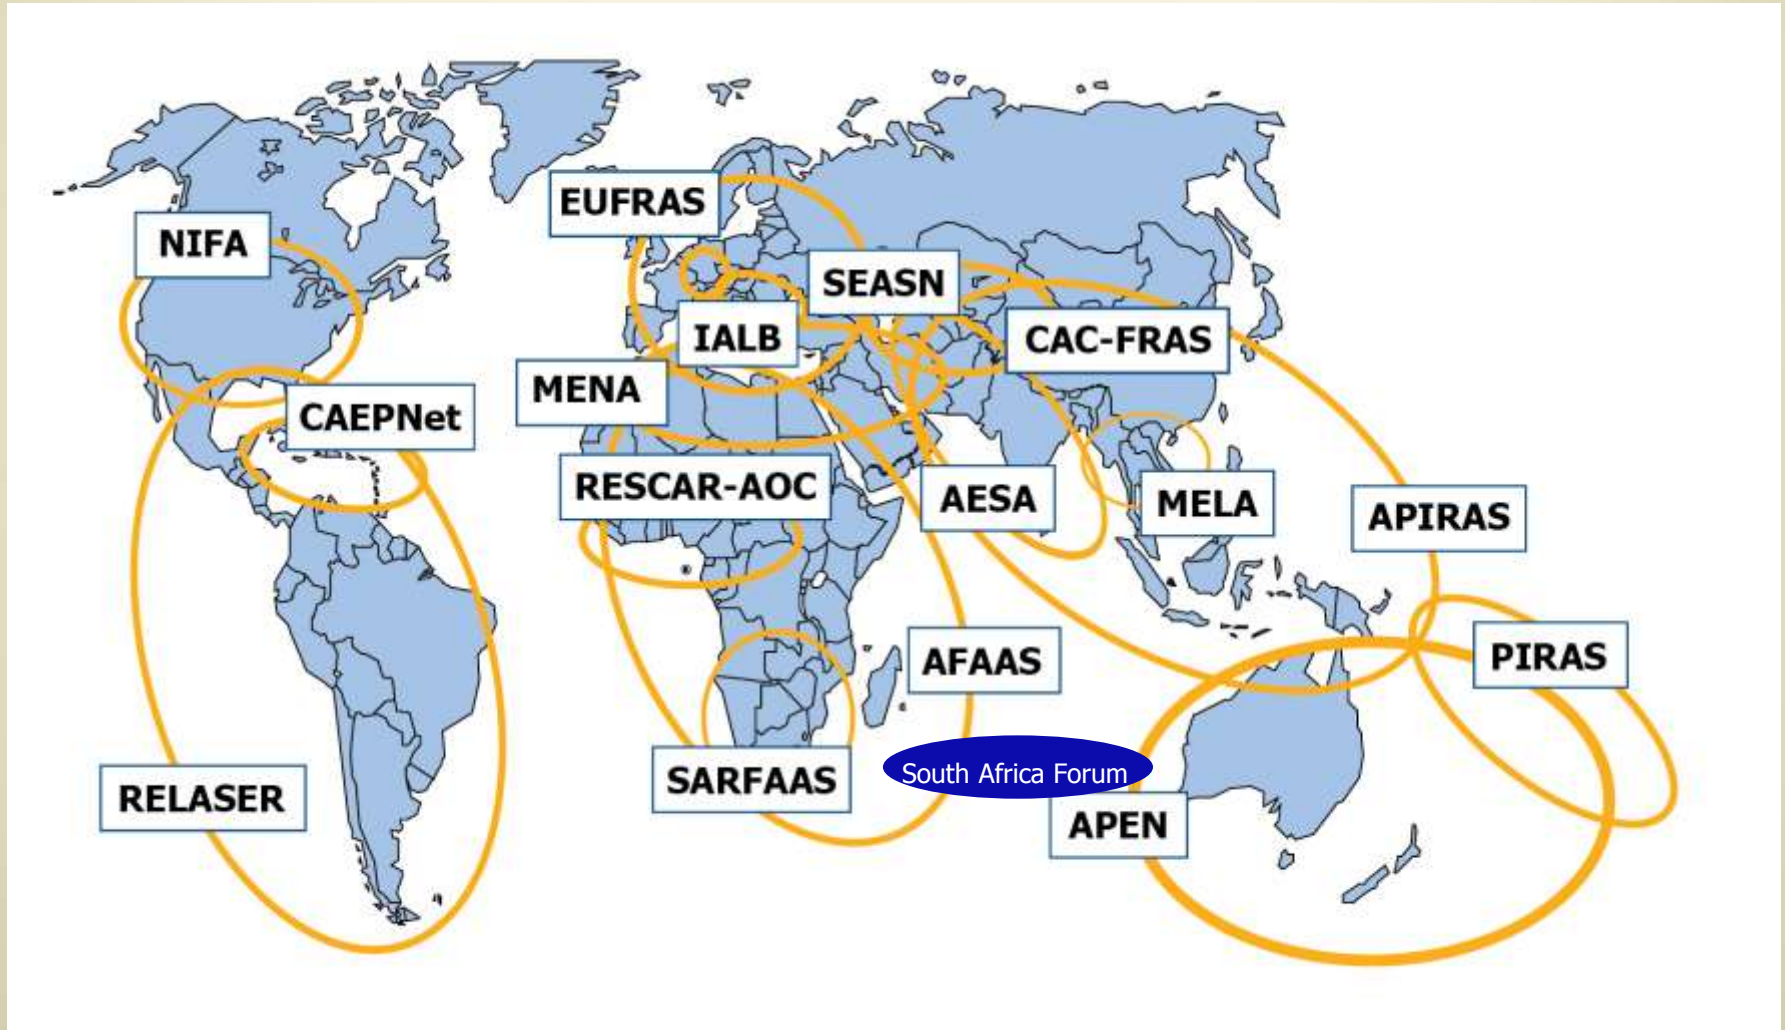 EUFRAS
NIFA
SEASN
IALB
CAC-FRAS
MENA
CAEPNet
RESCAR-AOC
AESA
MELA
APIRAS
AFAAS
PIRAS
South Africa Forum
SARFAAS
RELASER
APEN